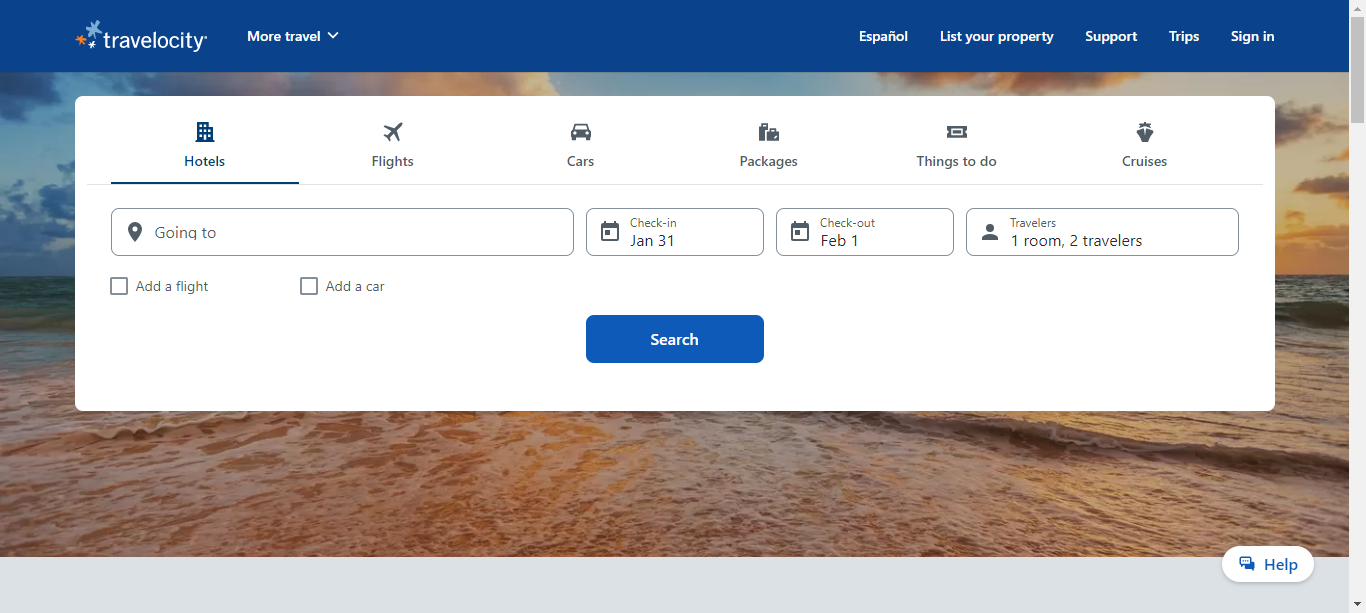 travelocity
More travel
Español
List your property
Support
Trips
Sign in
Hotels
Flights
Cars
Packages
Things to do
Cruises
Going to
Check-in
Jan 31
Check-out
Feb 1
Travelers
1 room, 2 travelers
Add a flight
Add a car
Search
Help